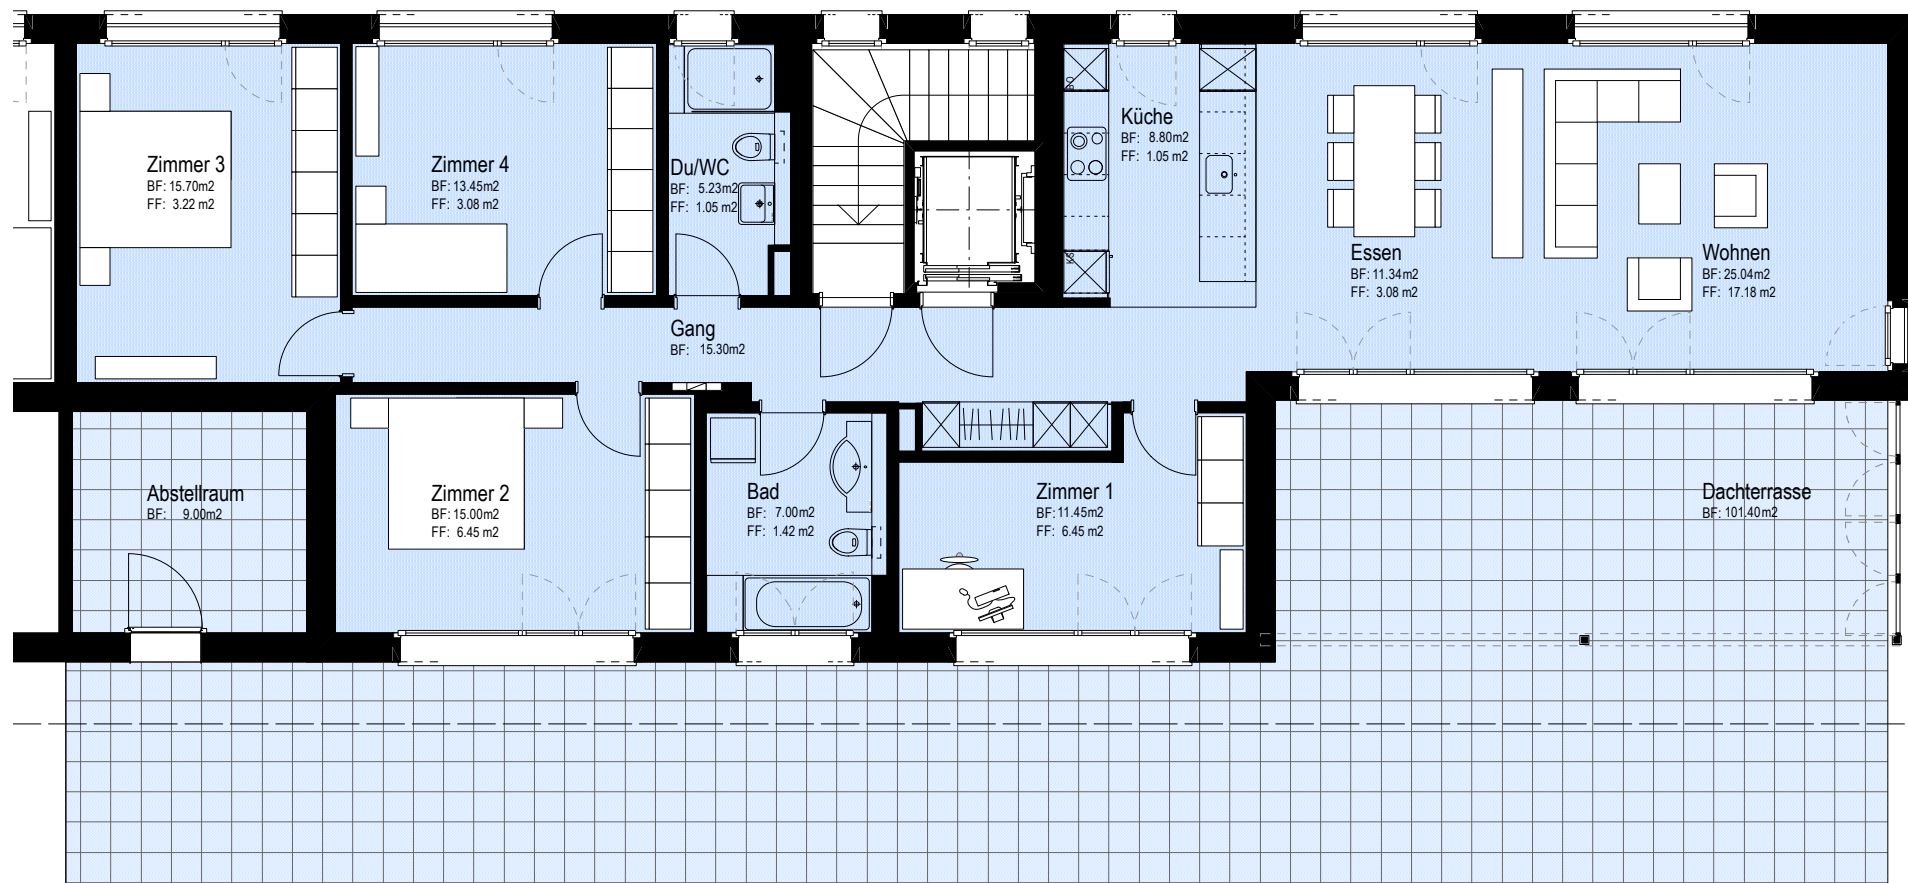 Zimmer 3
BF: 15.70m2
FF: 3.22 m2
Zimmer 4
BF: 13.45m2
FF: 3.08 m2
Du/WC
BF: 5.23m2
FF: 1.05 m2
Küche
BF: 8.80m2
FF: 1.05 m2
Essen
BF: 11.34m2
FF: 3.08 m2
Wohnen
BF: 25.04m2
FF: 17.18 m2
Gang
BF: 15.30m2
Abstellraum
BF: 9.00m2
Zimmer 2
BF: 15.00m2
FF: 6.45 m2
Bad
BF: 7.00m2
FF: 1.42 m2
Zimmer 1
BF: 11.45m2
FF: 6.45 m2
Dachterrasse
BF: 101.40m2